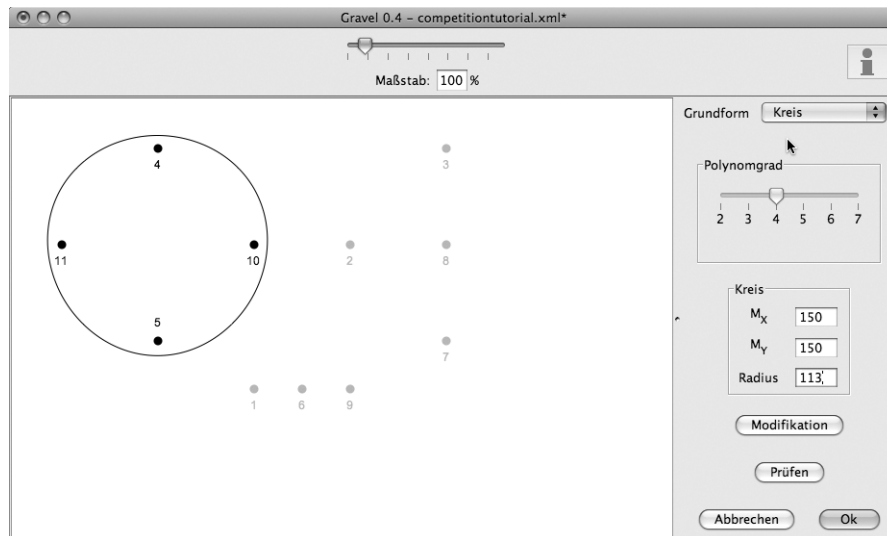 Gravel 0.4 – competitiontutorial.xml*
Maßstab: 100 %
Grundform Kreis
Polynomgrad
2 3 4 5 6 7
Kreis
MX 150
MY 150
Radius 113
Modifikation
Prüfen
Abbrechen Ok
4 3
11 10 2 8
5
7
1 6 9